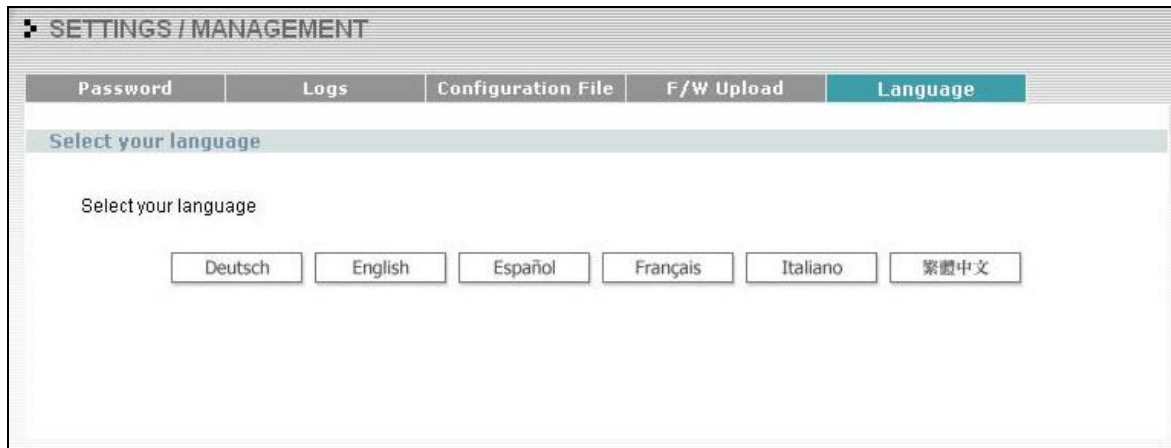 SETTINGS / MANAGEMENT
Password Logs Configuration File F/W Upload Language
Select your language
Select your language
Deutsch English Español Français Italiano 繁體中文